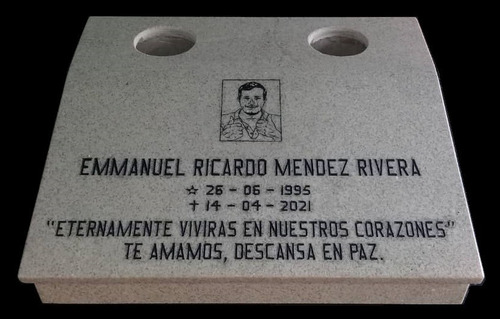 EMMANUEL RICARDO MENDEZ RIVERA
☆ 26 - 06 - 1995
✝ 14 - 04 - 2021
"ETERNAMENTE VIVIRAS EN NUESTROS CORAZONES"
TE AMAMOS, DESCANSA EN PAZ.